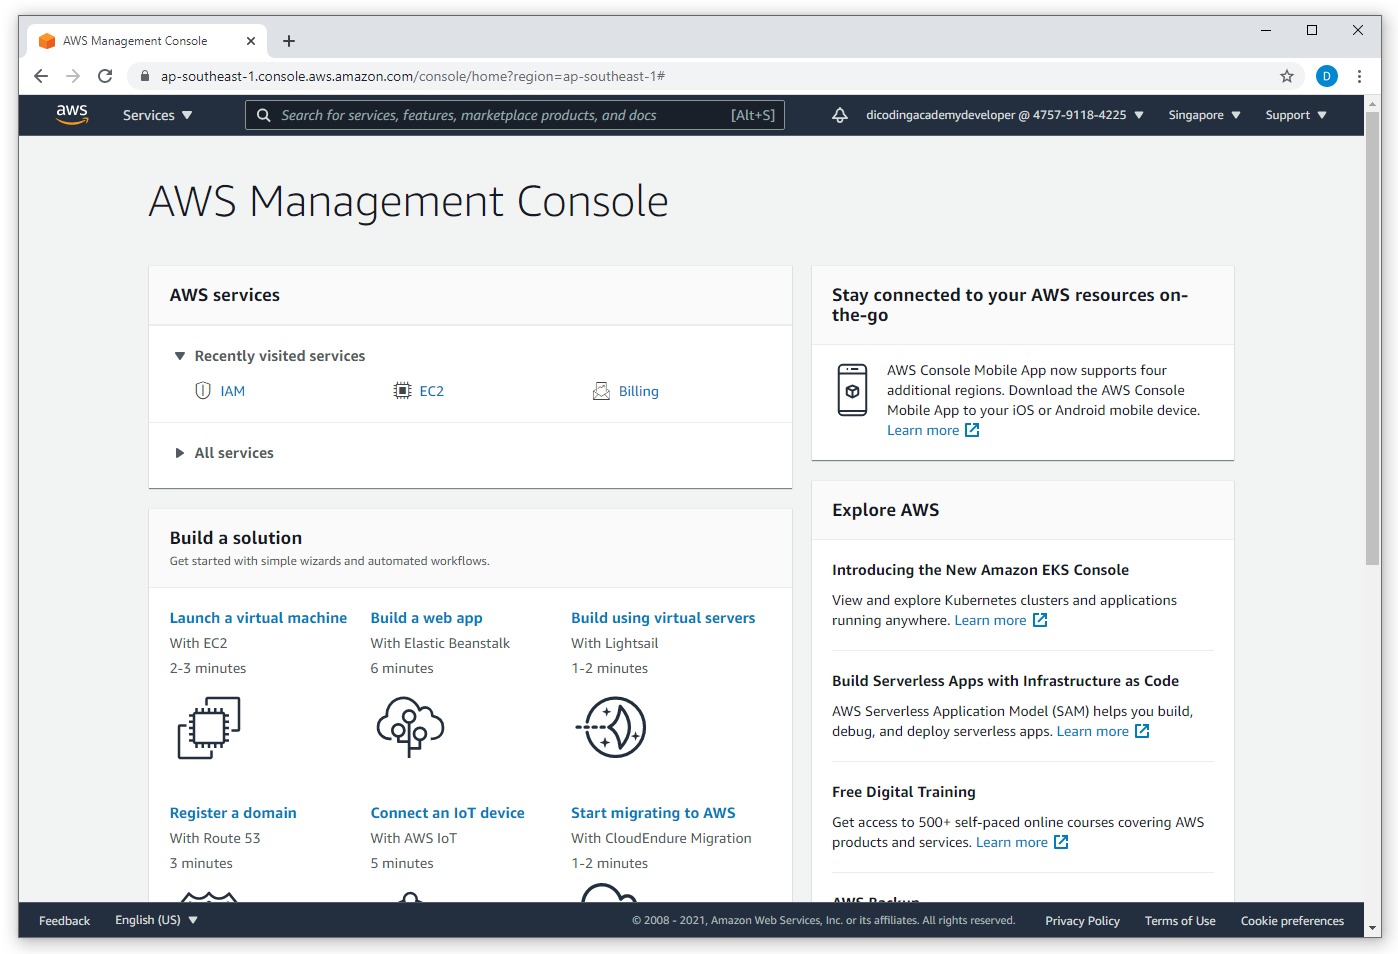 AWS Management Console
ap-southeast-1.console.aws.amazon.com/console/home?region=ap-southeast-1#
D
aws
Services
Search for services, features, marketplace products, and docs
[Alt+S]
dicodingacademydeveloper @ 4757-9118-4225
Singapore
Support
AWS Management Console
AWS services
Recently visited services
IAM
EC2
Billing
All services
Build a solution
Get started with simple wizards and automated workflows.
Launch a virtual machine
With EC2
2-3 minutes
Build a web app
With Elastic Beanstalk
6 minutes
Build using virtual servers
With Lightsail
1-2 minutes
Register a domain
With Route 53
3 minutes
Connect an IoT device
With AWS IoT
5 minutes
Start migrating to AWS
With CloudEndure Migration
1-2 minutes
Stay connected to your AWS resources on-
the-go
AWS Console Mobile App now supports four
additional regions. Download the AWS Console
Mobile App to your iOS or Android mobile device.
Learn more
Explore AWS
Introducing the New Amazon EKS Console
View and explore Kubernetes clusters and applications
running anywhere. Learn more
Build Serverless Apps with Infrastructure as Code
AWS Serverless Application Model (SAM) helps you build,
debug, and deploy serverless apps. Learn more
Free Digital Training
Get access to 500+ self-paced online courses covering AWS
products and services. Learn more
AWS Backup
Feedback
English (US)
© 2008 - 2021, Amazon Web Services, Inc. or its affiliates. All rights reserved.
Privacy Policy
Terms of Use
Cookie preferences